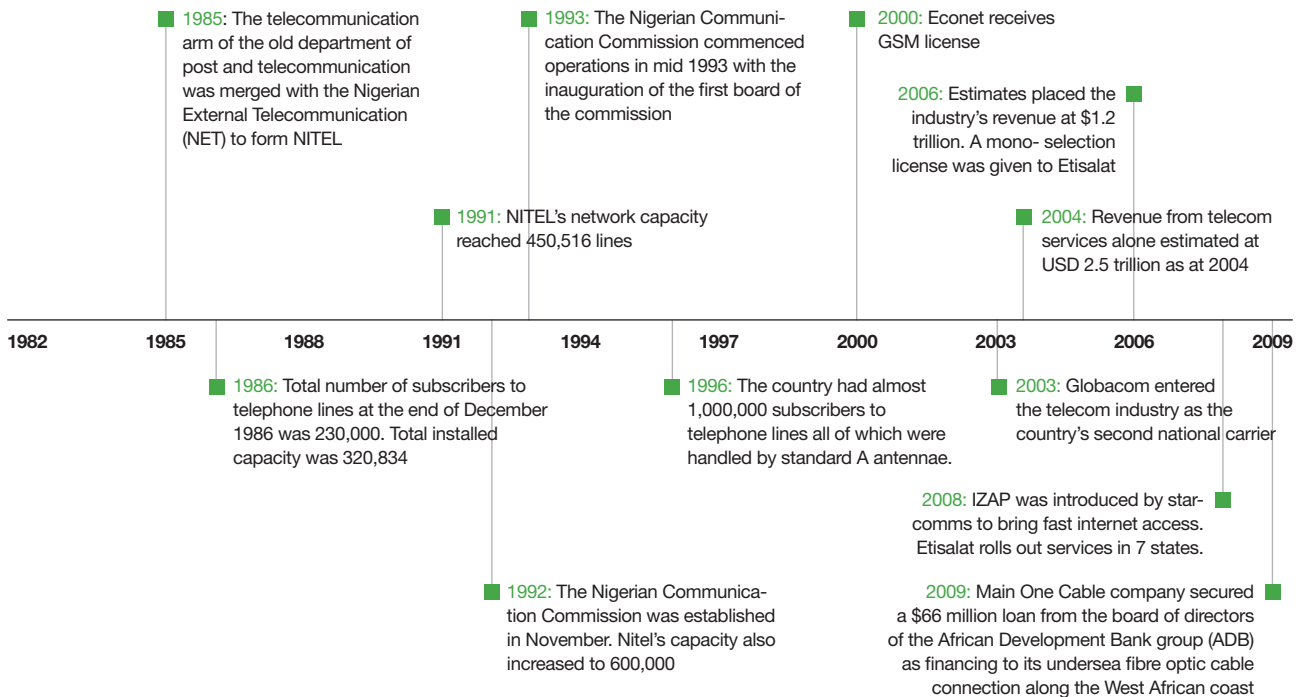 1985: The telecommunication
arm of the old department of
post and telecommunication
was merged with the Nigerian
External Telecommunication
(NET) to form NITEL
1993: The Nigerian Communi-
cation Commission commenced
operations in mid 1993 with the
inauguration of the first board of
the commission
2000: Econet receives
GSM license
2006: Estimates placed the
industry's revenue at $1.2
trillion. A mono- selection
license was given to Etisalat
1991: NITEL's network capacity
reached 450,516 lines
2004: Revenue from telecom
services alone estimated at
USD 2.5 trillion as at 2004
1982 1985 1988 1991 1994 1997 2000 2003 2006 2009
1986: Total number of subscribers to
telephone lines at the end of December
1986 was 230,000. Total installed
capacity was 320,834
1996: The country had almost
1,000,000 subscribers to
telephone lines all of which were
handled by standard A antennae.
2003: Globacom entered
the telecom industry as the
country's second national carrier
2008: IZAP was introduced by star-
comms to bring fast internet access.
Etisalat rolls out services in 7 states.
1992: The Nigerian Communica-
tion Commission was established
in November. Nitel's capacity also
increased to 600,000
2009: Main One Cable company secured
a $66 million loan from the board of directors
of the African Development Bank group (ADB)
as financing to its undersea fibre optic cable
connection along the West African coast